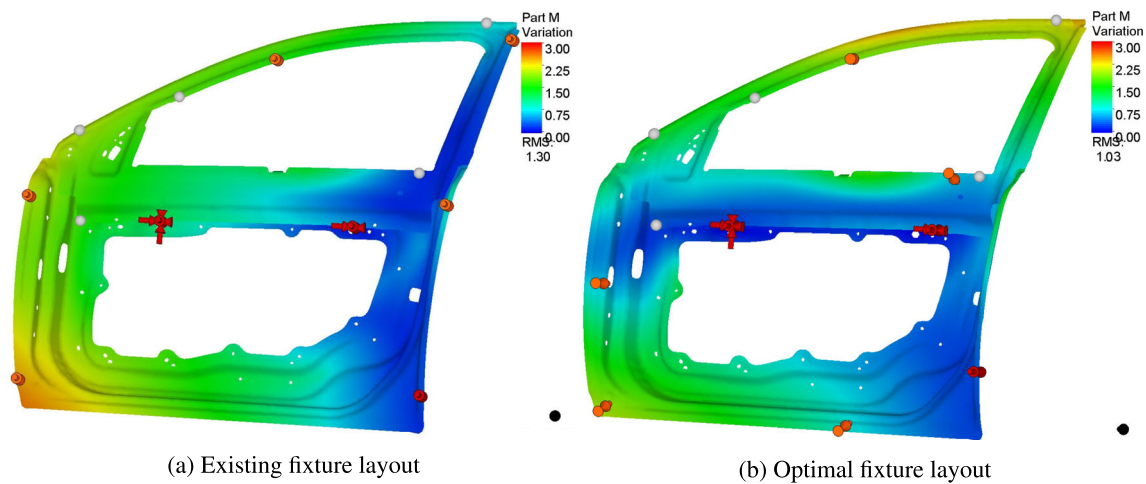 Part M
Variation
3.00
2.25
1.50
0.75
0.00
RMS:
1.30
Part M
Variation
3.00
2.25
1.50
0.75
0.00
RMS:
1.03
(a) Existing fixture layout
(b) Optimal fixture layout